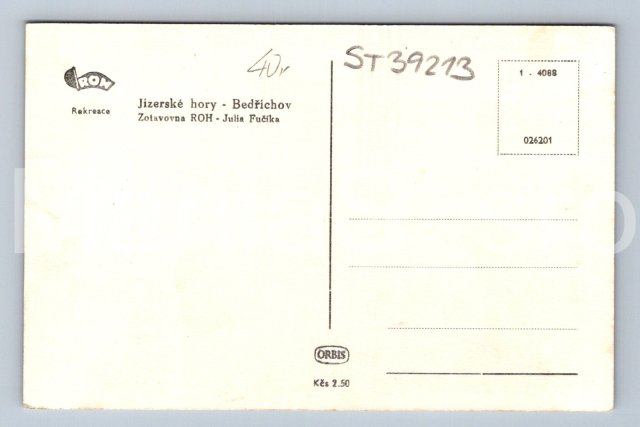 ROH
Rekreace
Jizerské hory - Bedřichov
Zotavovna ROH - Julia Fučíka
40,-
ST39213
1 - 4088
026201
ORBIS
Kčs 2.50